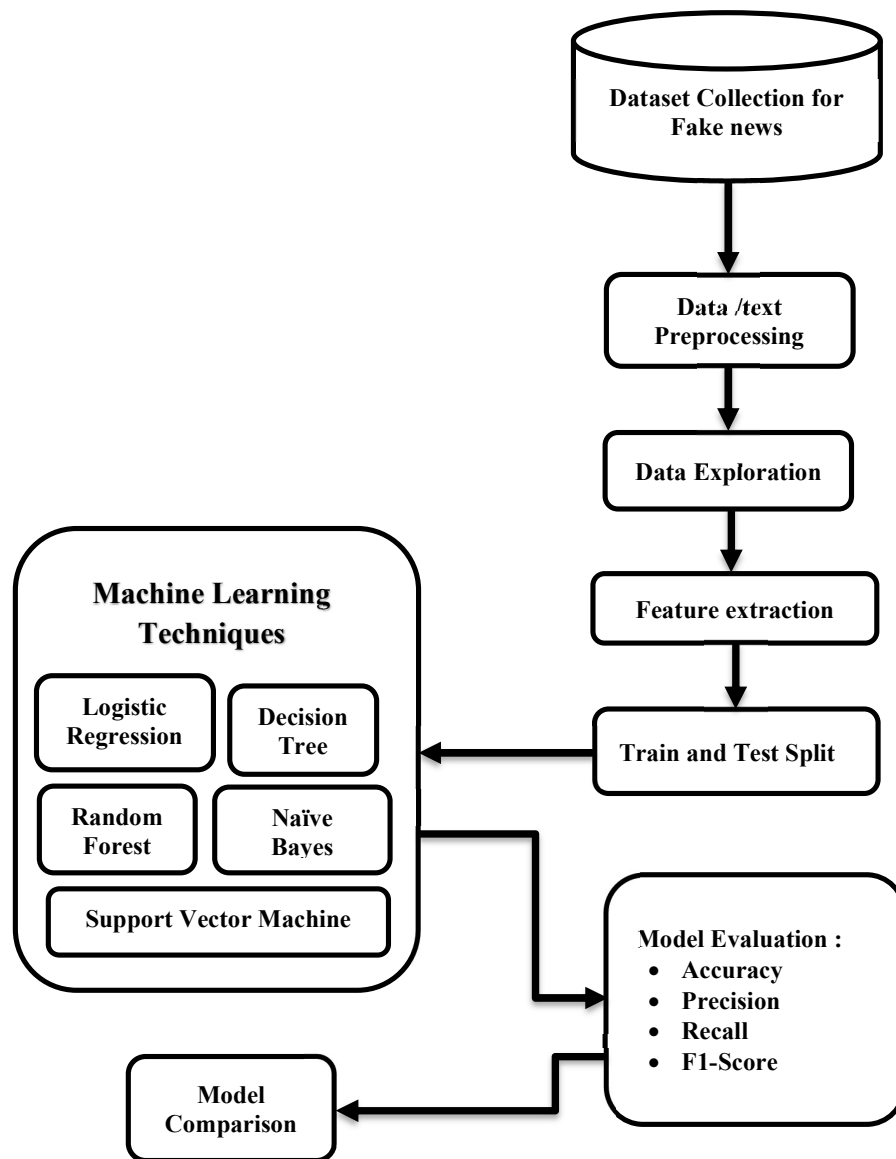 Dataset Collection for
Fake news
Data /text
Preprocessing
Data Exploration
Feature extraction
Train and Test Split
Machine Learning
Techniques
Logistic
Regression
Decision
Tree
Random
Forest
Naïve
Bayes
Support Vector Machine
Model Evaluation :
• Accuracy
• Precision
• Recall
• F1-Score
Model
Comparison